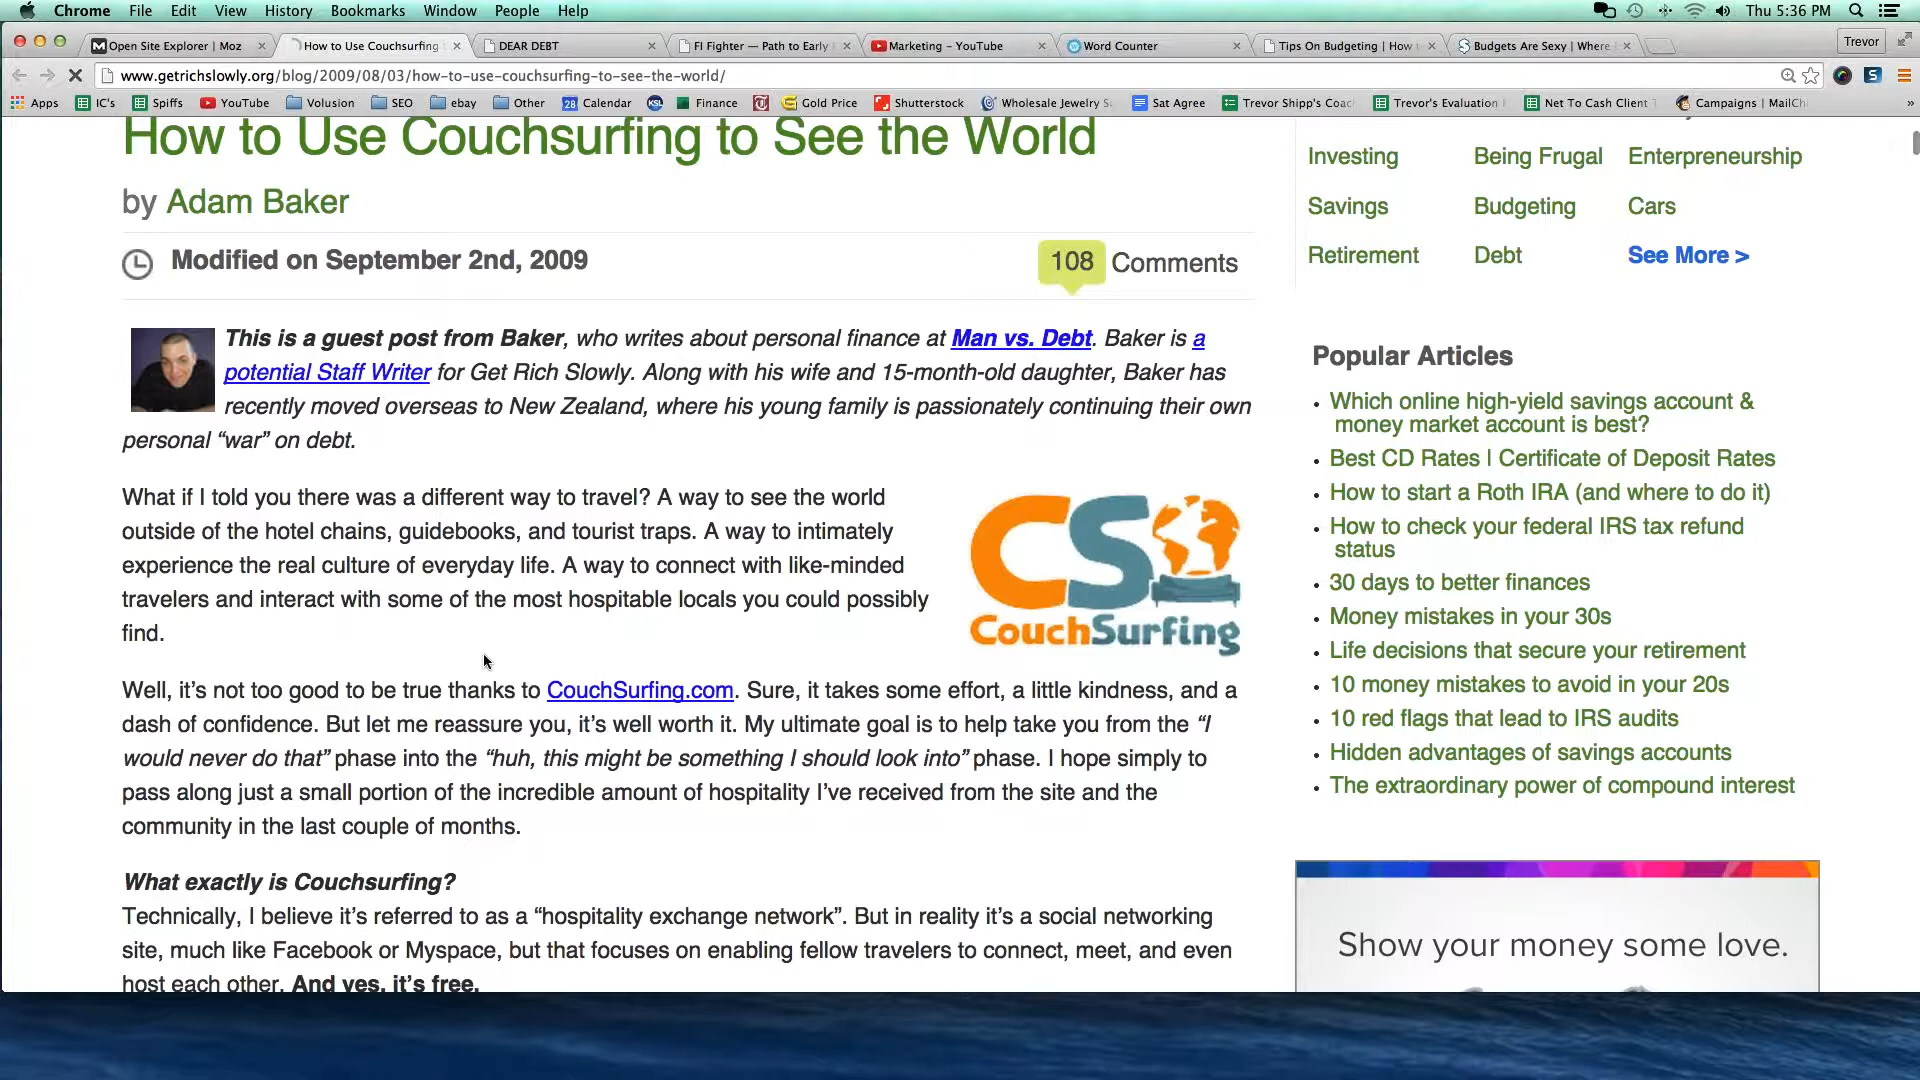 Chrome File Edit View History Bookmarks Window People Help Thu 5:36 PM
Open Site Explorer | Moz How to Use Couchsurfing DEAR DEBT FI Fighter — Path to Early Marketing - YouTube Word Counter Tips On Budgeting | How Budgets Are Sexy | Where Trevor
www.getrichslowly.org/blog/2009/08/03/how-to-use-couchsurfing-to-see-the-world/
Apps IC's Spiffs YouTube Volusion SEO ebay Other 28 Calendar KSL Finance Gold Price Shutterstock Wholesale Jewelry Sat Agree Trevor Shipp's Coac Trevor's Evaluation Net To Cash Client Campaigns | MailCh »
How to Use Couchsurfing to See the World
by Adam Baker
Modified on September 2nd, 2009
108 Comments
This is a guest post from Baker, who writes about personal finance at Man vs. Debt. Baker is a
potential Staff Writer for Get Rich Slowly. Along with his wife and 15-month-old daughter, Baker has
recently moved overseas to New Zealand, where his young family is passionately continuing their own
personal “war” on debt.
What if I told you there was a different way to travel? A way to see the world
outside of the hotel chains, guidebooks, and tourist traps. A way to intimately
experience the real culture of everyday life. A way to connect with like-minded
travelers and interact with some of the most hospitable locals you could possibly
find.
CS
CouchSurfing
Well, it’s not too good to be true thanks to CouchSurfing.com. Sure, it takes some effort, a little kindness, and a
dash of confidence. But let me reassure you, it’s well worth it. My ultimate goal is to help take you from the “I
would never do that” phase into the “huh, this might be something I should look into” phase. I hope simply to
pass along just a small portion of the incredible amount of hospitality I’ve received from the site and the
community in the last couple of months.
What exactly is Couchsurfing?
Technically, I believe it’s referred to as a “hospitality exchange network”. But in reality it’s a social networking
site, much like Facebook or Myspace, but that focuses on enabling fellow travelers to connect, meet, and even
host each other. And yes, it’s free.
Investing Being Frugal Enterpreneurship
Savings Budgeting Cars
Retirement Debt See More >
Popular Articles
Which online high-yield savings account &
money market account is best?
Best CD Rates | Certificate of Deposit Rates
How to start a Roth IRA (and where to do it)
How to check your federal IRS tax refund
status
30 days to better finances
Money mistakes in your 30s
Life decisions that secure your retirement
10 money mistakes to avoid in your 20s
10 red flags that lead to IRS audits
Hidden advantages of savings accounts
The extraordinary power of compound interest
Show your money some love.